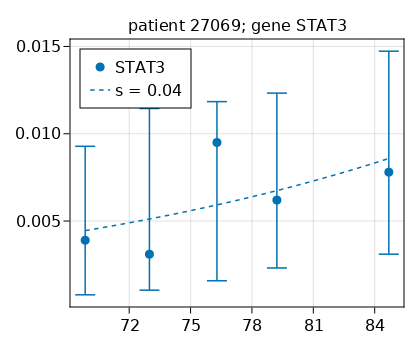 patient 27069; gene STAT3
0.015
0.010
0.005
STAT3
s = 0.04
72 75 78 81 84